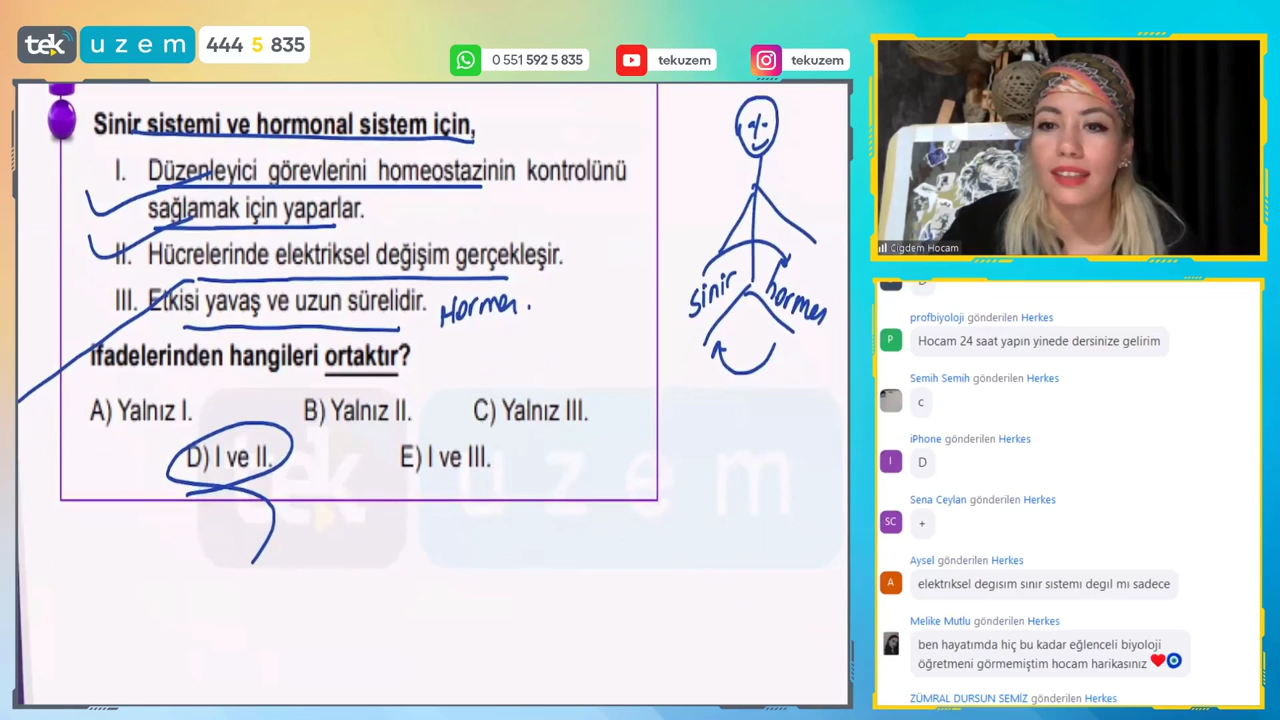 tek uzem 444 5 835
0 551 592 5 835 tekuzem tekuzem
Sinir sistemi ve hormonal sistem için,
I. Düzenleyici görevlerini homeostazinin kontrolünü
sağlamak için yaparlar.
II. Hücrelerinde elektriksel değişim gerçekleşir.
III. Etkisi yavaş ve uzun sürelidir.
Hormon.
ifadelerinden hangileri ortaktır?
A) Yalnız I. B) Yalnız II. C) Yalnız III.
D) I ve II. E) I ve III.
sinir hormon
tek uzem
Çigdem Hocam
D
profbiyoloji gönderilen Herkes
P
Hocam 24 saat yapın yinede dersinize gelirim
Semih Semih gönderilen Herkes
c
iPhone gönderilen Herkes
I
D
Sena Ceylan gönderilen Herkes
SC
+
Aysel gönderilen Herkes
A
elektrıksel degısım sınır sıstemı degıl mı sadece
Melike Mutlu gönderilen Herkes
ben hayatımda hiç bu kadar eğlenceli biyoloji
öğretmeni görmemiştim hocam harikasınız
ZÜMRAL DURSUN SEMİZ gönderilen Herkes